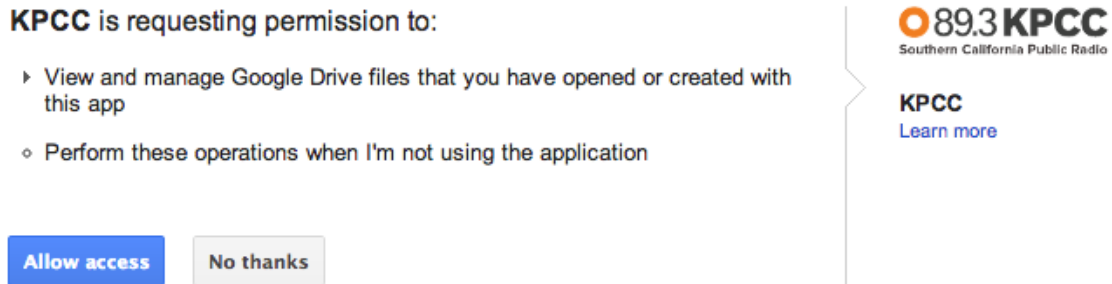 KPCC is requesting permission to:
View and manage Google Drive files that you have opened or created with
this app
Perform these operations when I'm not using the application
Allow access
No thanks
89.3 KPCC
Southern California Public Radio
KPCC
Learn more